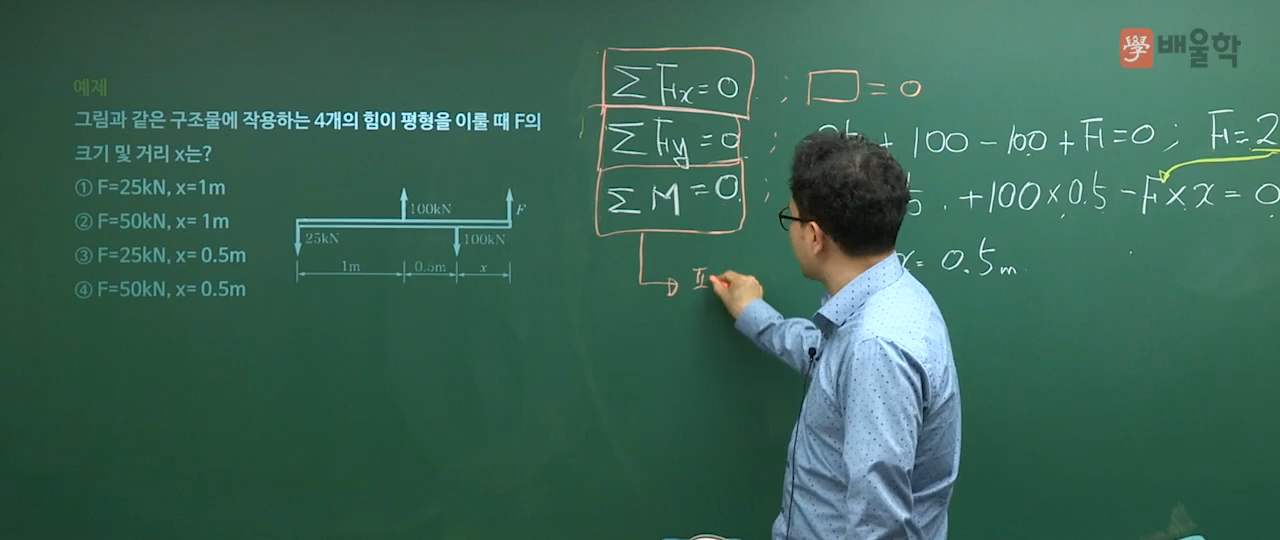 學 배울학
예제
그림과 같은 구조물에 작용하는 4개의 힘이 평형을 이룰 때 F의
크기 및 거리 x는?
① F=25kN, x=1m
② F=50kN, x= 1m
③ F=25kN, x= 0.5m
④ F=50kN, x= 0.5m
100kN F
25kN 100kN
1m 0.5m x
ΣFx=0 ; □ = 0
ΣFy=0 ; + 100 - 100 + F = 0 ; F = 2
ΣM=0 ; + 100 × 0.5 - F × x = 0
x = 0.5m